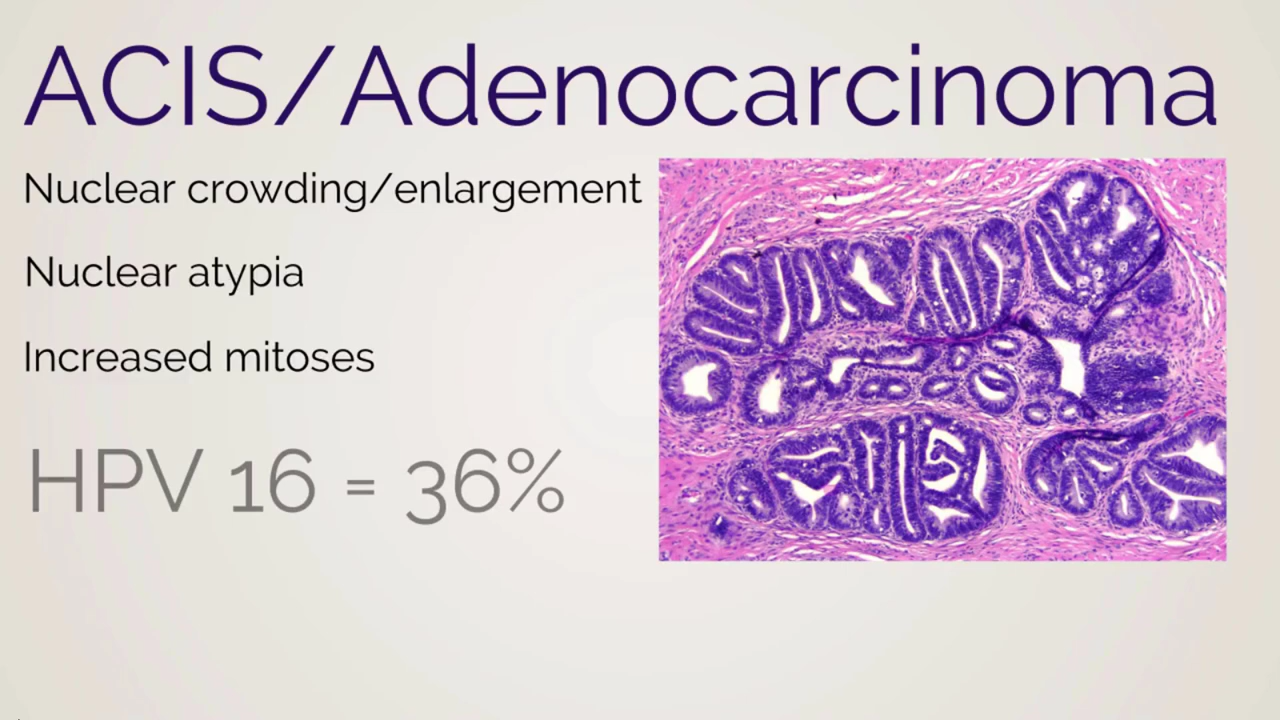 ACIS/Adenocarcinoma
Nuclear crowding/enlargement
Nuclear atypia
Increased mitoses
HPV 16 = 36%